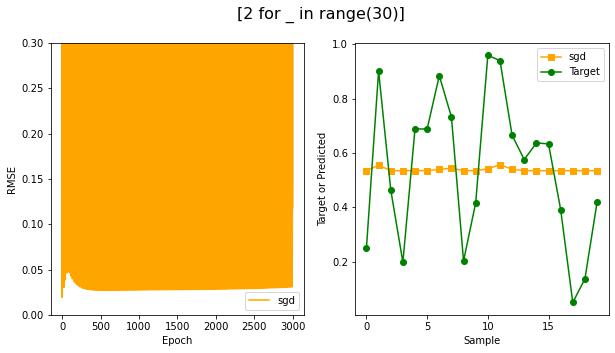 [2 for _ in range(30)]
0.30
0.25
0.20
0.15
0.10
0.05
0.00
RMSE
0 500 1000 1500 2000 2500 3000
Epoch
sgd
1.0
0.8
0.6
0.4
0.2
Target or Predicted
0 5 10 15
Sample
sgd
Target